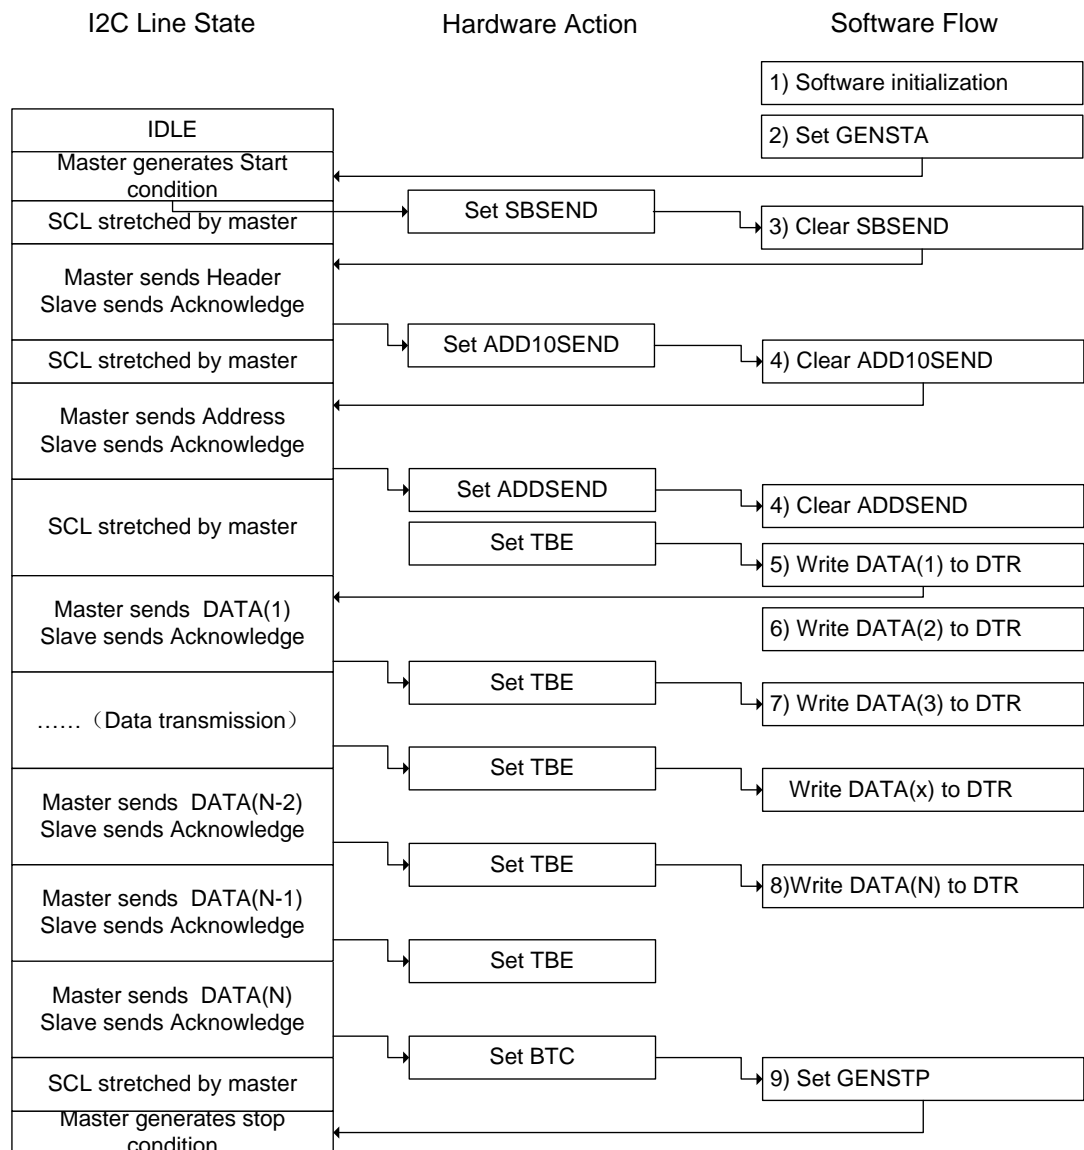 I2C Line State
Hardware Action
Software Flow
1) Software initialization
IDLE
2) Set GENSTA
Master generates Start
condition
Set SBSEND
SCL stretched by master
3) Clear SBSEND
Master sends Header
Slave sends Acknowledge
Set ADD10SEND
SCL stretched by master
4) Clear ADD10SEND
Master sends Address
Slave sends Acknowledge
Set ADDSEND
4) Clear ADDSEND
SCL stretched by master
Set TBE
5) Write DATA(1) to DTR
Master sends DATA(1)
Slave sends Acknowledge
6) Write DATA(2) to DTR
Set TBE
7) Write DATA(3) to DTR
……（Data transmission）
Set TBE
Write DATA(x) to DTR
Master sends DATA(N-2)
Slave sends Acknowledge
Set TBE
8)Write DATA(N) to DTR
Master sends DATA(N-1)
Slave sends Acknowledge
Set TBE
Master sends DATA(N)
Slave sends Acknowledge
Set BTC
SCL stretched by master
9) Set GENSTP
Master generates stop
condition